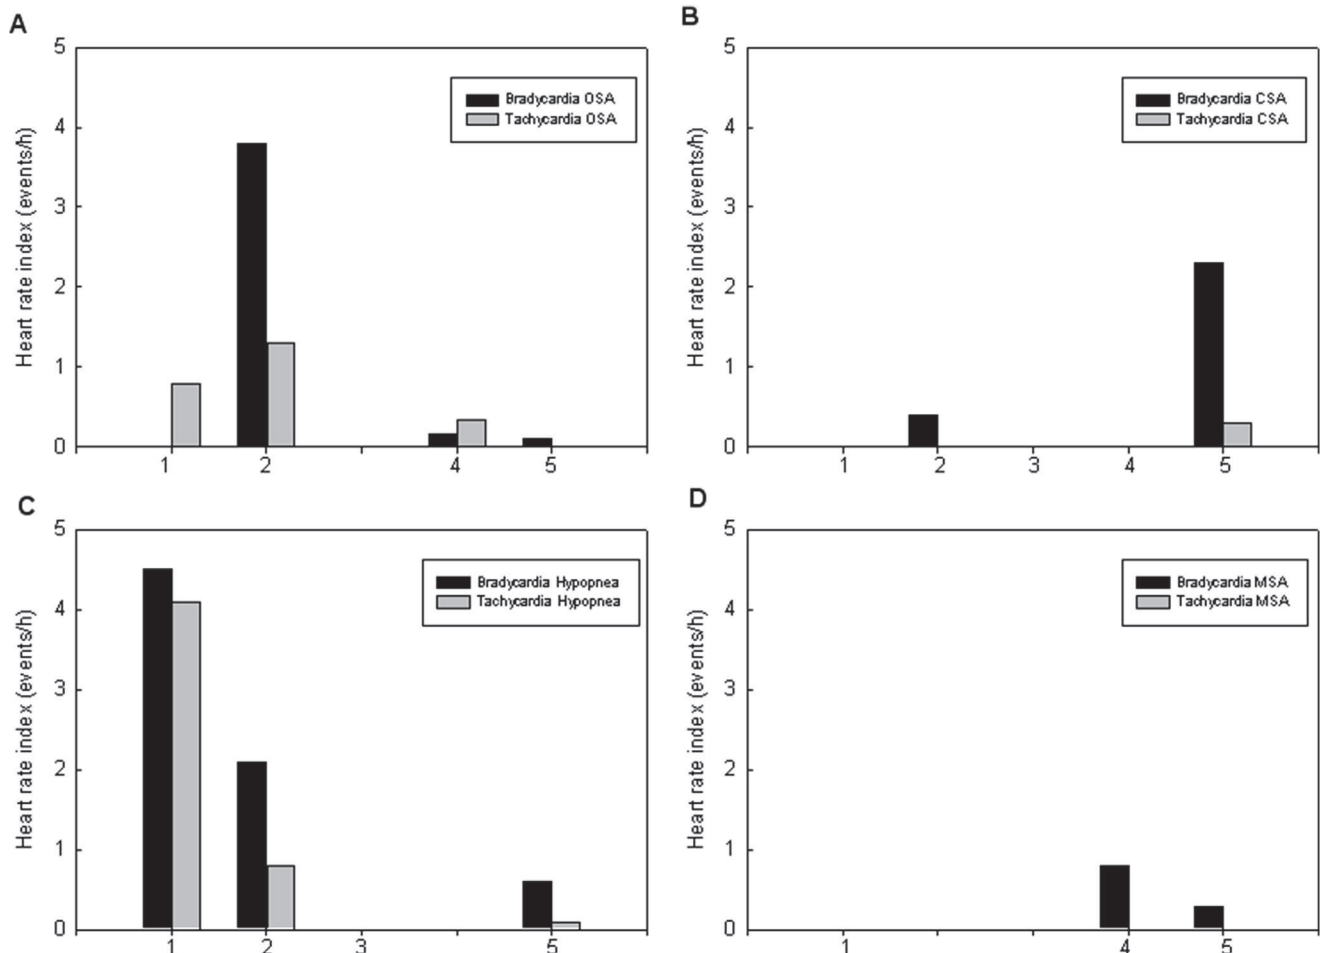 A
5
4
3
2
1
0
Heart rate index (events/h)
Bradycardia OSA
Tachycardia OSA
1 2 4 5
B
5
4
3
2
1
0
Heart rate index (events/h)
Bradycardia CSA
Tachycardia CSA
1 2 3 4 5
C
5
4
3
2
1
0
Heart rate index (events/h)
Bradycardia Hypopnea
Tachycardia Hypopnea
1 2 3 5
D
5
4
3
2
1
0
Heart rate index (events/h)
Bradycardia MSA
Tachycardia MSA
1 4 5